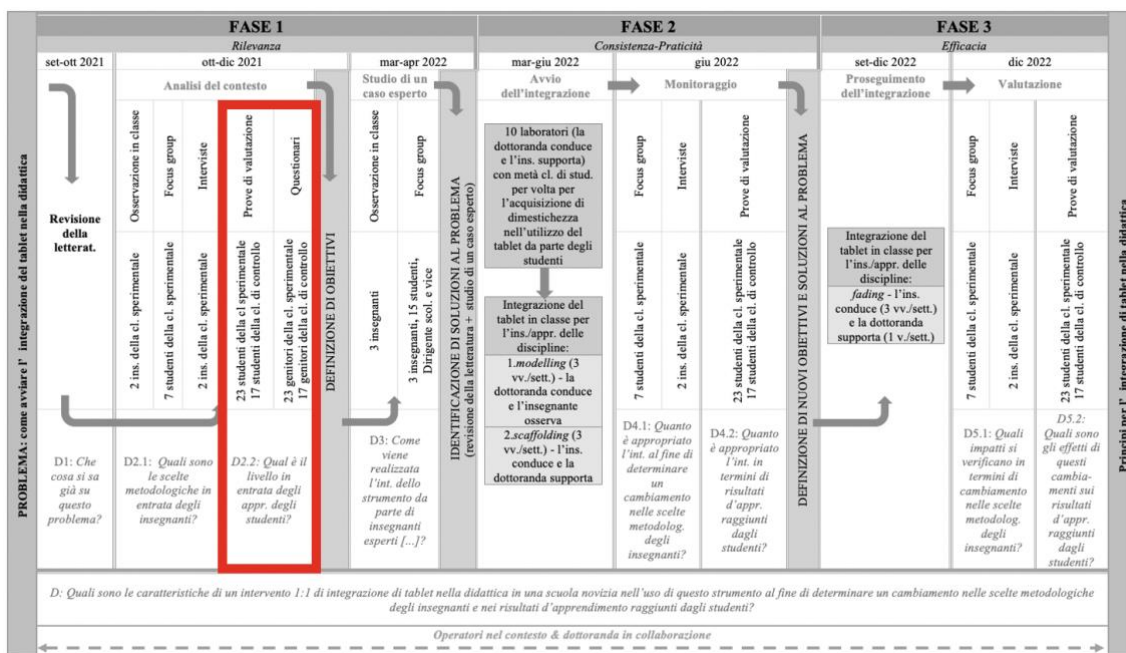 FASE 1
FASE 2
FASE 3
Rilevanza
Consistenza-Praticità
Efficacia
set-ott 2021
ott-dic 2021
mar-apr 2022
mar-giu 2022
giu 2022
set-dic 2022
dic 2022
PROBLEMA: come avviare l' integrazione del tablet nella didattica
Revisione
della
letterat.
D1: Che
cosa si sa
già su
questo
problema?
Analisi del contesto
Osservazione in classe
Focus group
Interviste
Prove di valutazione
Questionari
2 ins. della cl. sperimentale
7 studenti della cl. sperimentale
2 ins. della cl. sperimentale
23 studenti della cl sperimentale
17 studenti della cl. di controllo
23 genitori della cl. sperimentale
17 genitori della cl. di controllo
D2.1: Quali sono
le scelte
metodologiche in
entrata degli
insegnanti?
D2.2: Qual è il
livello in
entrata degli
appr. degli
studenti?
DEFINIZIONE DI OBIETTIVI
Studio di un
caso esperto
Osservazione in classe
Focus group
3 insegnanti
3 insegnanti, 15 studenti,
Dirigente scol. e vice
D3: Come
viene
realizzata
l'int. dello
strumento da
parte di
insegnanti
esperti [...]?
IDENTIFICAZIONE DI SOLUZIONI AL PROBLEMA
(revisione della letteratura + studio di un caso esperto)
Avvio
dell'integrazione
10 laboratori (la
dottoranda conduce
e l'ins. supporta)
con metà cl. di stud.
per volta per
l'acquisizione di
dimestichezza
nell'utilizzo del
tablet da parte degli
studenti
Integrazione del
tablet in classe per
l'ins./appr. delle
discipline:
1.modelling (3
vv./sett.) - la
dottoranda conduce
e l'insegnante
osserva
2.scaffolding (3
vv./sett.) - l'ins.
conduce e la
dottoranda supporta
Monitoraggio
Focus group
Interviste
Prove di valutazione
7 studenti della cl. sperimentale
2 ins. della cl. sperimentale
23 studenti della cl. sperimentale
17 studenti della cl. di controllo
D4.1: Quanto
è appropriato
l'int. al fine di
determinare
un
cambiamento
nelle scelte
metodolog.
degli
insegnanti?
D4.2: Quanto
è appropriato
l'int. in
termini di
risultati
d'appr.
raggiunti
dagli
studenti?
DEFINIZIONE DI NUOVI OBIETTIVI E SOLUZIONI AL PROBLEMA
Proseguimento
dell'integrazione
Integrazione del
tablet in classe per
l'ins./appr. delle
discipline:
fading - l'ins.
conduce (3 vv./sett.)
e la dottoranda
supporta (1 v./sett.)
Valutazione
Focus group
Interviste
Prove di valutazione
7 studenti della cl. sperimentale
2 ins. della cl. sperimentale
23 studenti della cl. sperimentale
17 studenti della cl. di controllo
D5.1: Quali
impatti si
verificano in
termini di
cambiamento
nelle scelte
metodolog.
degli
insegnanti?
D5.2:
Quali sono
gli effetti di
questi
cambia-
menti sui
risultati
d'appr.
raggiunti
dagli
studenti?
Principi per l' integrazione di tablet nella didattica
D: Quali sono le caratteristiche di un intervento 1:1 di integrazione di tablet nella didattica in una scuola novizia nell'uso di questo strumento al fine di determinare un cambiamento nelle scelte metodologiche
degli insegnanti e nei risultati d'apprendimento raggiunti dagli studenti?
Operatori nel contesto & dottoranda in collaborazione